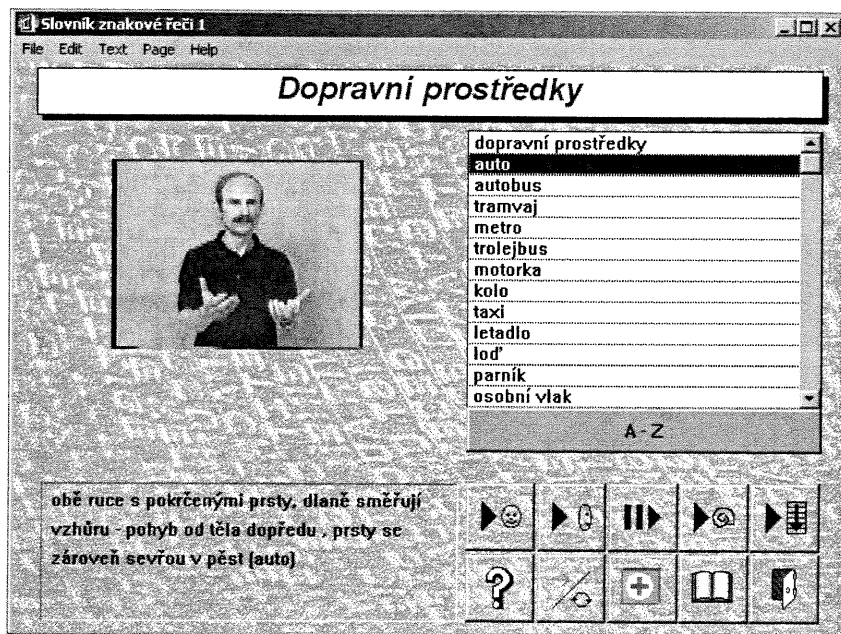 Slovník znakové řeči 1
File Edit Text Page Help
Dopravní prostředky
dopravní prostředky
auto
autobus
tramvaj
metro
trolejbus
motorka
kolo
taxi
letadlo
loď
parník
osobní vlak
A - Z
obě ruce s pokrčenými prsty, dlaně směřují
vzhůru - pohyb od těla dopředu , prsty se
zároveň sevřou v pěst (auto)